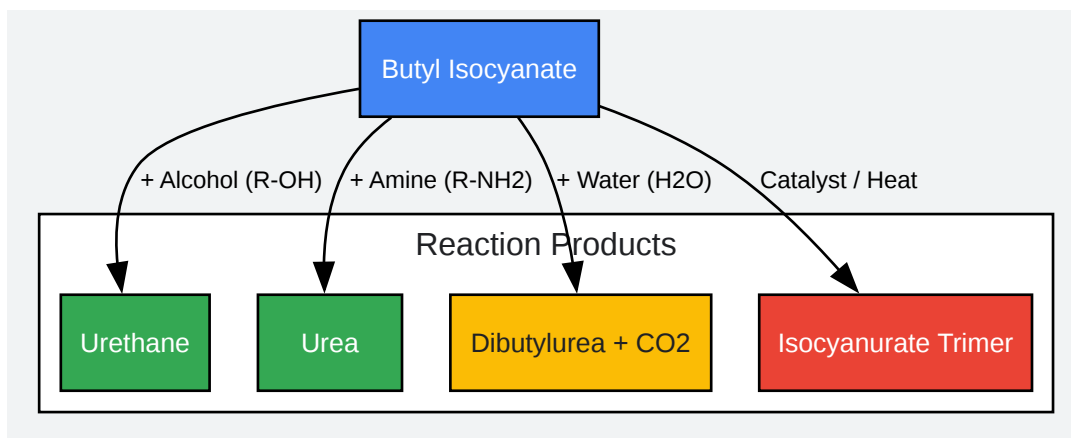 Butyl Isocyanate
+ Alcohol (R-OH)
+ Amine (R-NH2)
+ Water (H2O)
Catalyst / Heat
Reaction Products
Urethane
Urea
Dibutylurea + CO2
Isocyanurate Trimer